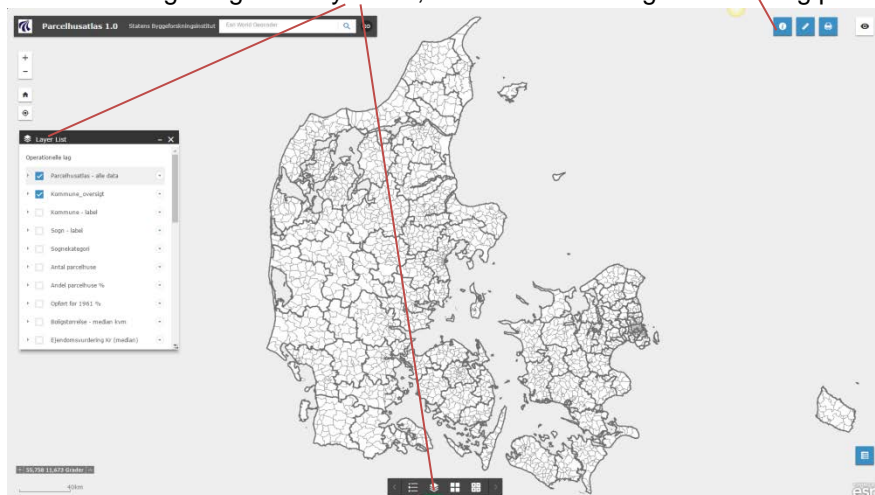 Parcelhusatlas 1.0 Statens Byggeforskningsinstitut Esri World Geocoder
+
−
Layer List
Operationelle lag
Parcelhusatlas - alle data
Kommune_oversigt
Kommune - label
Sogn - label
Sognekategori
Antal parcelhuse
Andel parcelhuse %
Opført før 1961 %
Boligstørrelse - median kvm
Ejendomsvurdering Kr (median)
40km
esri